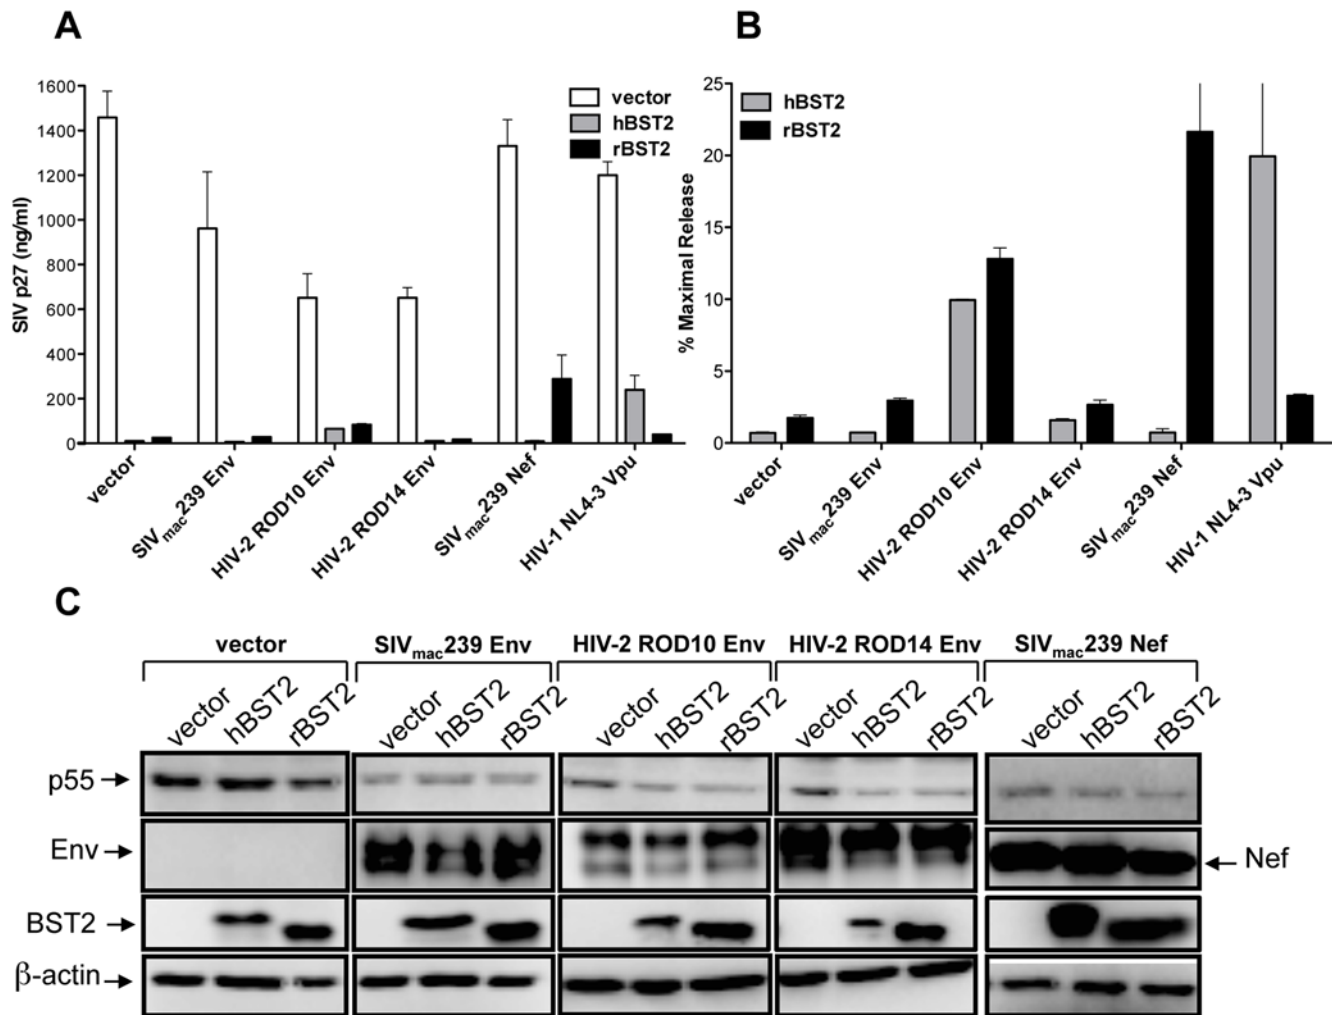 A
1600
1400
1200
1000
800
600
400
200
0
SIV p27 (ng/ml)
vector
hBST2
rBST2
vector
SIVmac239 Env
HIV-2 ROD10 Env
HIV-2 ROD14 Env
SIVmac239 Nef
HIV-1 NL4-3 Vpu
B
25
20
15
10
5
0
% Maximal Release
hBST2
rBST2
vector
SIVmac239 Env
HIV-2 ROD10 Env
HIV-2 ROD14 Env
SIVmac239 Nef
HIV-1 NL4-3 Vpu
C
vector SIVmac239 Env HIV-2 ROD10 Env HIV-2 ROD14 Env SIVmac239 Nef
vector hBST2 rBST2 vector hBST2 rBST2 vector hBST2 rBST2 vector hBST2 rBST2 vector hBST2 rBST2
p55
Env
Nef
BST2
β-actin